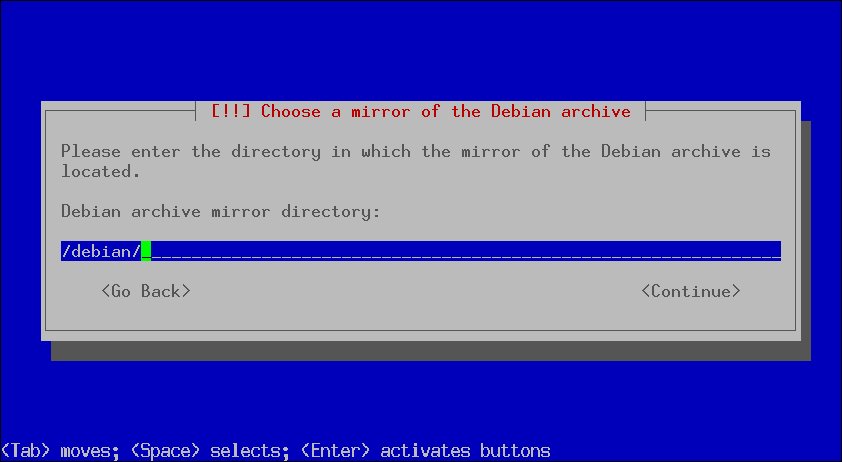 [!!] Choose a mirror of the Debian archive
Please enter the directory in which the mirror of the Debian archive is
located.
Debian archive mirror directory:
/debian/________________________________________________________________
<Go Back> <Continue>
<Tab> moves; <Space> selects; <Enter> activates buttons